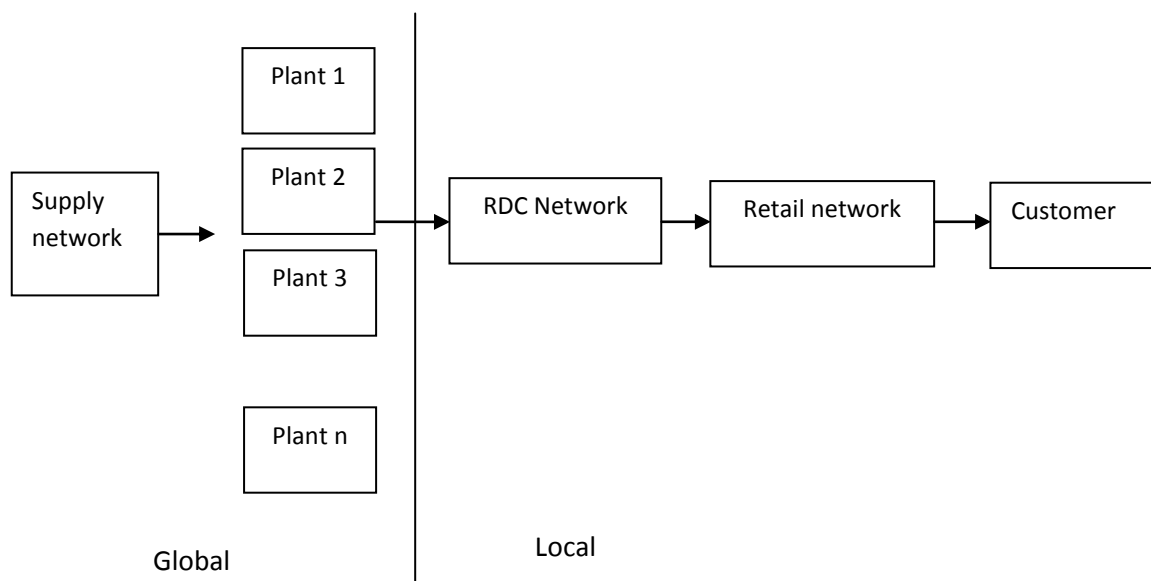 Plant 1
Plant 2
Supply
network
RDC Network
Retail network
Customer
Plant 3
Plant n
Global
Local